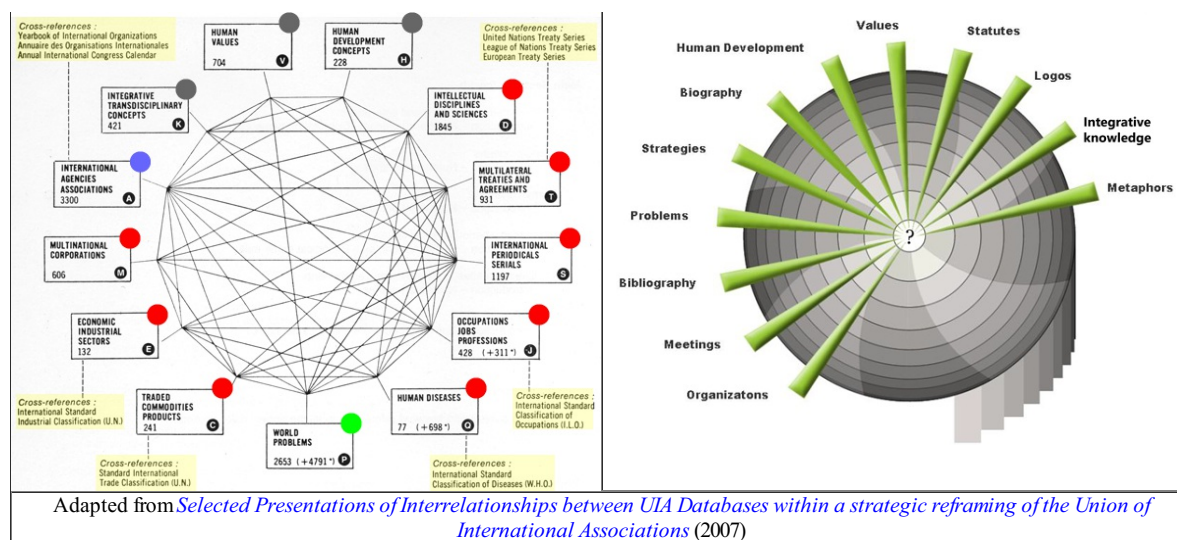 Cross-references :
Yearbook of International Organizations
Annuaire des Organisations Internationales
Annual International Congress Calendar
HUMAN
VALUES
704
V
HUMAN
DEVELOPMENT
CONCEPTS
228
H
Cross-references :
United Nations Treaty Series
League of Nations Treaty Series
European Treaty Series
INTEGRATIVE
TRANSDISCIPLINARY
CONCEPTS
421
K
INTELLECTUAL
DISCIPLINES
AND SCIENCES
1845
D
INTERNATIONAL
AGENCIES
ASSOCIATIONS
3300
A
MULTILATERAL
TREATIES AND
AGREEMENTS
931
T
MULTINATIONAL
CORPORATIONS
606
M
INTERNATIONAL
PERIODICALS
SERIALS
1197
S
ECONOMIC
INDUSTRIAL
SECTORS
132
E
OCCUPATIONS
JOBS
PROFESSIONS
428 (+311*)
J
Cross-references :
International Standard
Industrial Classification (U.N.)
TRADED
COMMODITIES
PRODUCTS
241
C
WORLD
PROBLEMS
2653 (+4791*)
P
HUMAN DISEASES
77 (+698*)
Q
Cross-references :
International Standard
Classification of
Occupations (I.L.O.)
Cross-references :
Standard International
Trade Classification (U.N.)
Cross-references :
International Standard
Classification of Diseases (W.H.O.)
Values
Statutes
Human Development
Logos
Biography
Integrative
knowledge
Strategies
Metaphors
Problems
?
Bibliography
Meetings
Organizatons
Adapted from Selected Presentations of Interrelationships between UIA Databases within a strategic reframing of the Union of
International Associations (2007)